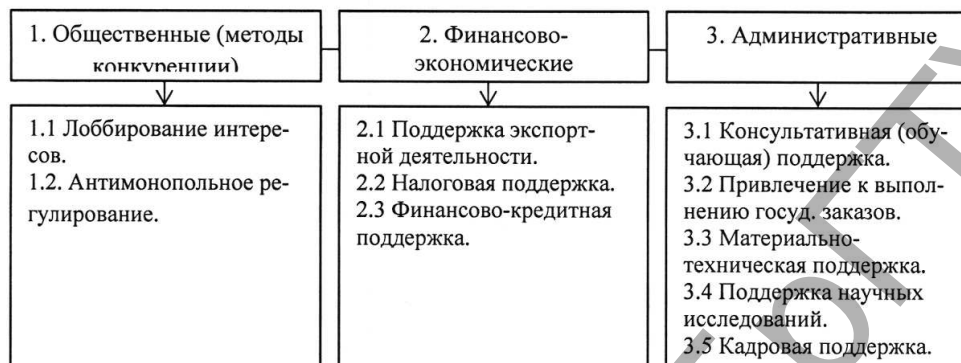 1. Общественные (методы
конкуренции)
2. Финансово-
экономические
3. Административные
1.1 Лоббирование интере-
сов.
1.2. Антимонопольное ре-
гулирование.
2.1 Поддержка экспорт-
ной деятельности.
2.2 Налоговая поддержка.
2.3 Финансово-кредитная
поддержка.
3.1 Консультативная (обу-
чающая) поддержка.
3.2 Привлечение к выпол-
нению госуд. заказов.
3.3 Материально-
техническая поддержка.
3.4 Поддержка научных
исследований.
3.5 Кадровая поддержка.